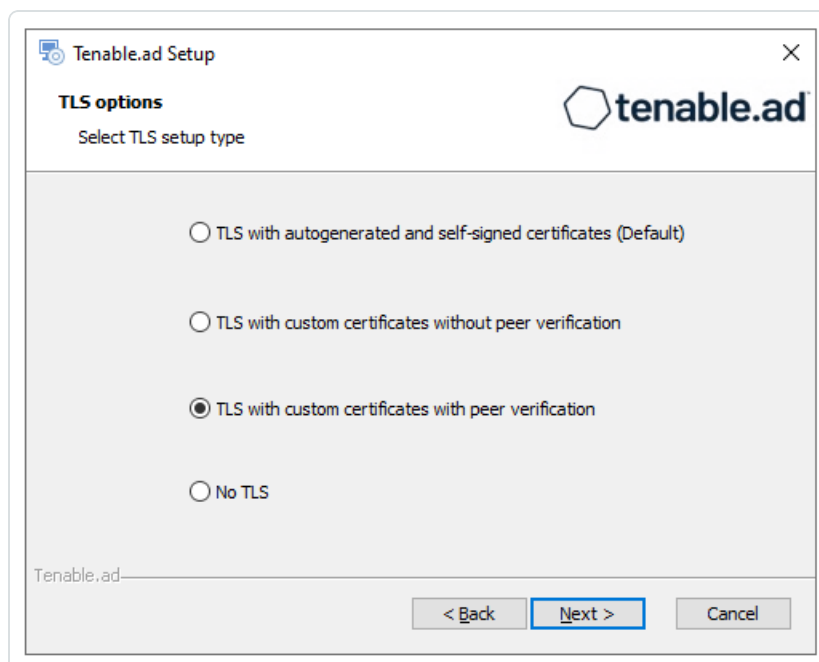 Tenable.ad Setup
TLS options
Select TLS setup type
tenable.ad
TLS with autogenerated and self-signed certificates (Default)
TLS with custom certificates without peer verification
TLS with custom certificates with peer verification
No TLS
Tenable.ad
< Back Next > Cancel